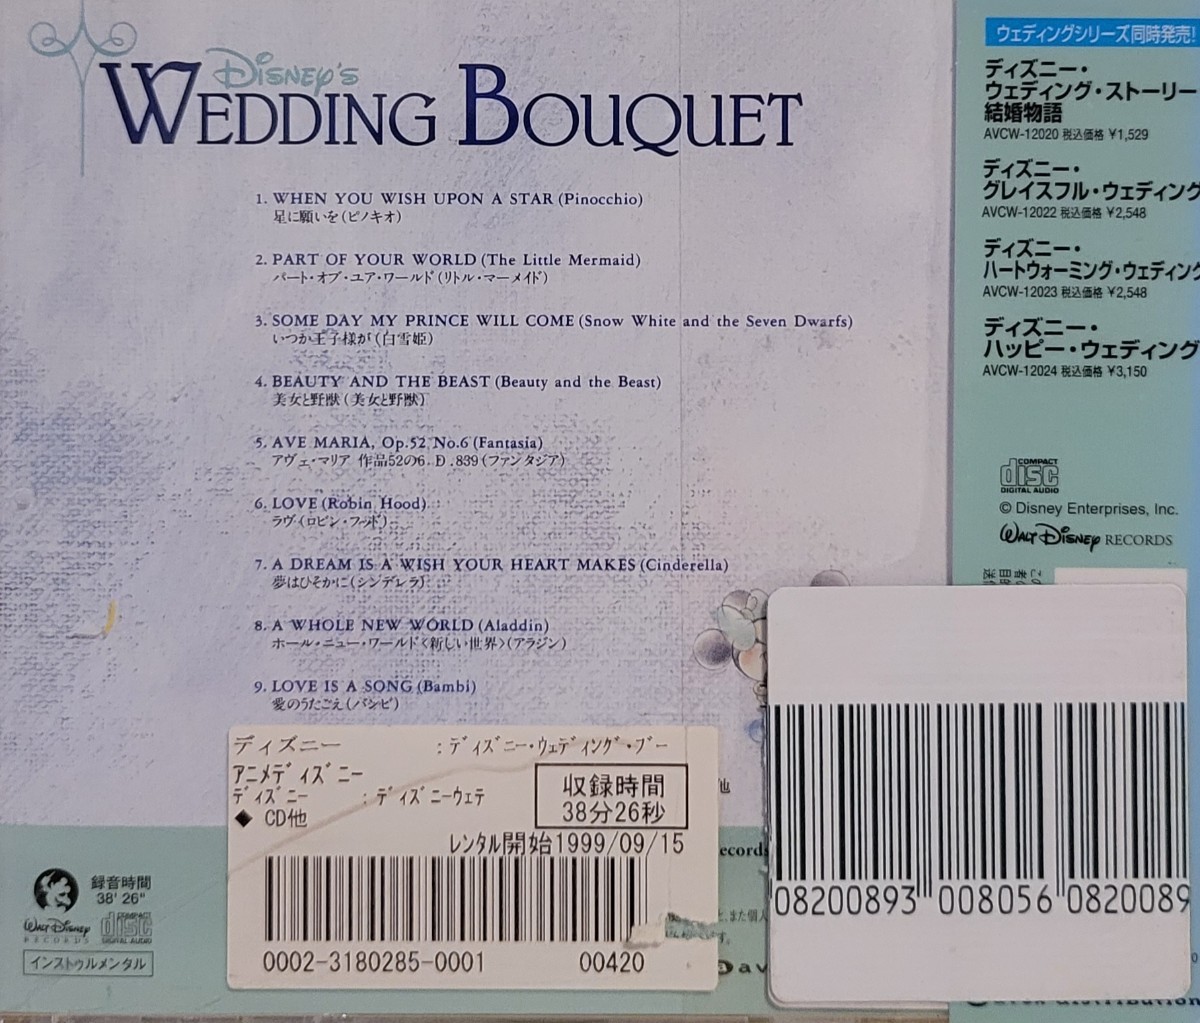 Disney's
WEDDING BOUQUET
1. WHEN YOU WISH UPON A STAR (Pinocchio)
星に願いを(ピノキオ)
2. PART OF YOUR WORLD (The Little Mermaid)
パート・オブ・ユア・ワールド(リトル・マーメイド)
3. SOME DAY MY PRINCE WILL COME (Snow White and the Seven Dwarfs)
いつか王子様が(白雪姫)
4. BEAUTY AND THE BEAST (Beauty and the Beast)
美女と野獣(美女と野獣)
5. AVE MARIA, Op.52 No.6 (Fantasia)
アヴェ・マリア 作品52の6 D.839(ファンタジア)
6. LOVE (Robin Hood)
ラヴ(ロビン・フッド)
7. A DREAM IS A WISH YOUR HEART MAKES (Cinderella)
夢はひそかに(シンデレラ)
8. A WHOLE NEW WORLD (Aladdin)
ホール・ニュー・ワールド〈新しい世界〉(アラジン)
9. LOVE IS A SONG (Bambi)
愛のうたごえ(バンビ)
ディズニー :ディズニー・ウェディング・ブー
アニメディズニー
ディズニー :ディズニーウェテ
◆ CD他
収録時間
38分26秒
レンタル開始1999/09/15
0002-3180285-0001 00420
他
ecords
、また個人
録音時間
38' 26"
WALT DISNEY
RECORDS
COMPACT
disc
DIGITAL AUDIO
インストゥルメンタル
ウェディングシリーズ同時発売!
ディズニー・
ウェディング・ストーリー
結婚物語
AVCW-12020 税込価格 ¥1,529
ディズニー・
グレイスフル・ウェディング
AVCW-12022 税込価格 ¥2,548
ディズニー・
ハートウォーミング・ウェディング
AVCW-12023 税込価格 ¥2,548
ディズニー・
ハッピー・ウェディング
AVCW-12024 税込価格 ¥3,150
COMPACT
disc
DIGITAL AUDIO
© Disney Enterprises, Inc.
WALT DISNEY RECORDS
08200893 008056 0820089
av
avex distribution